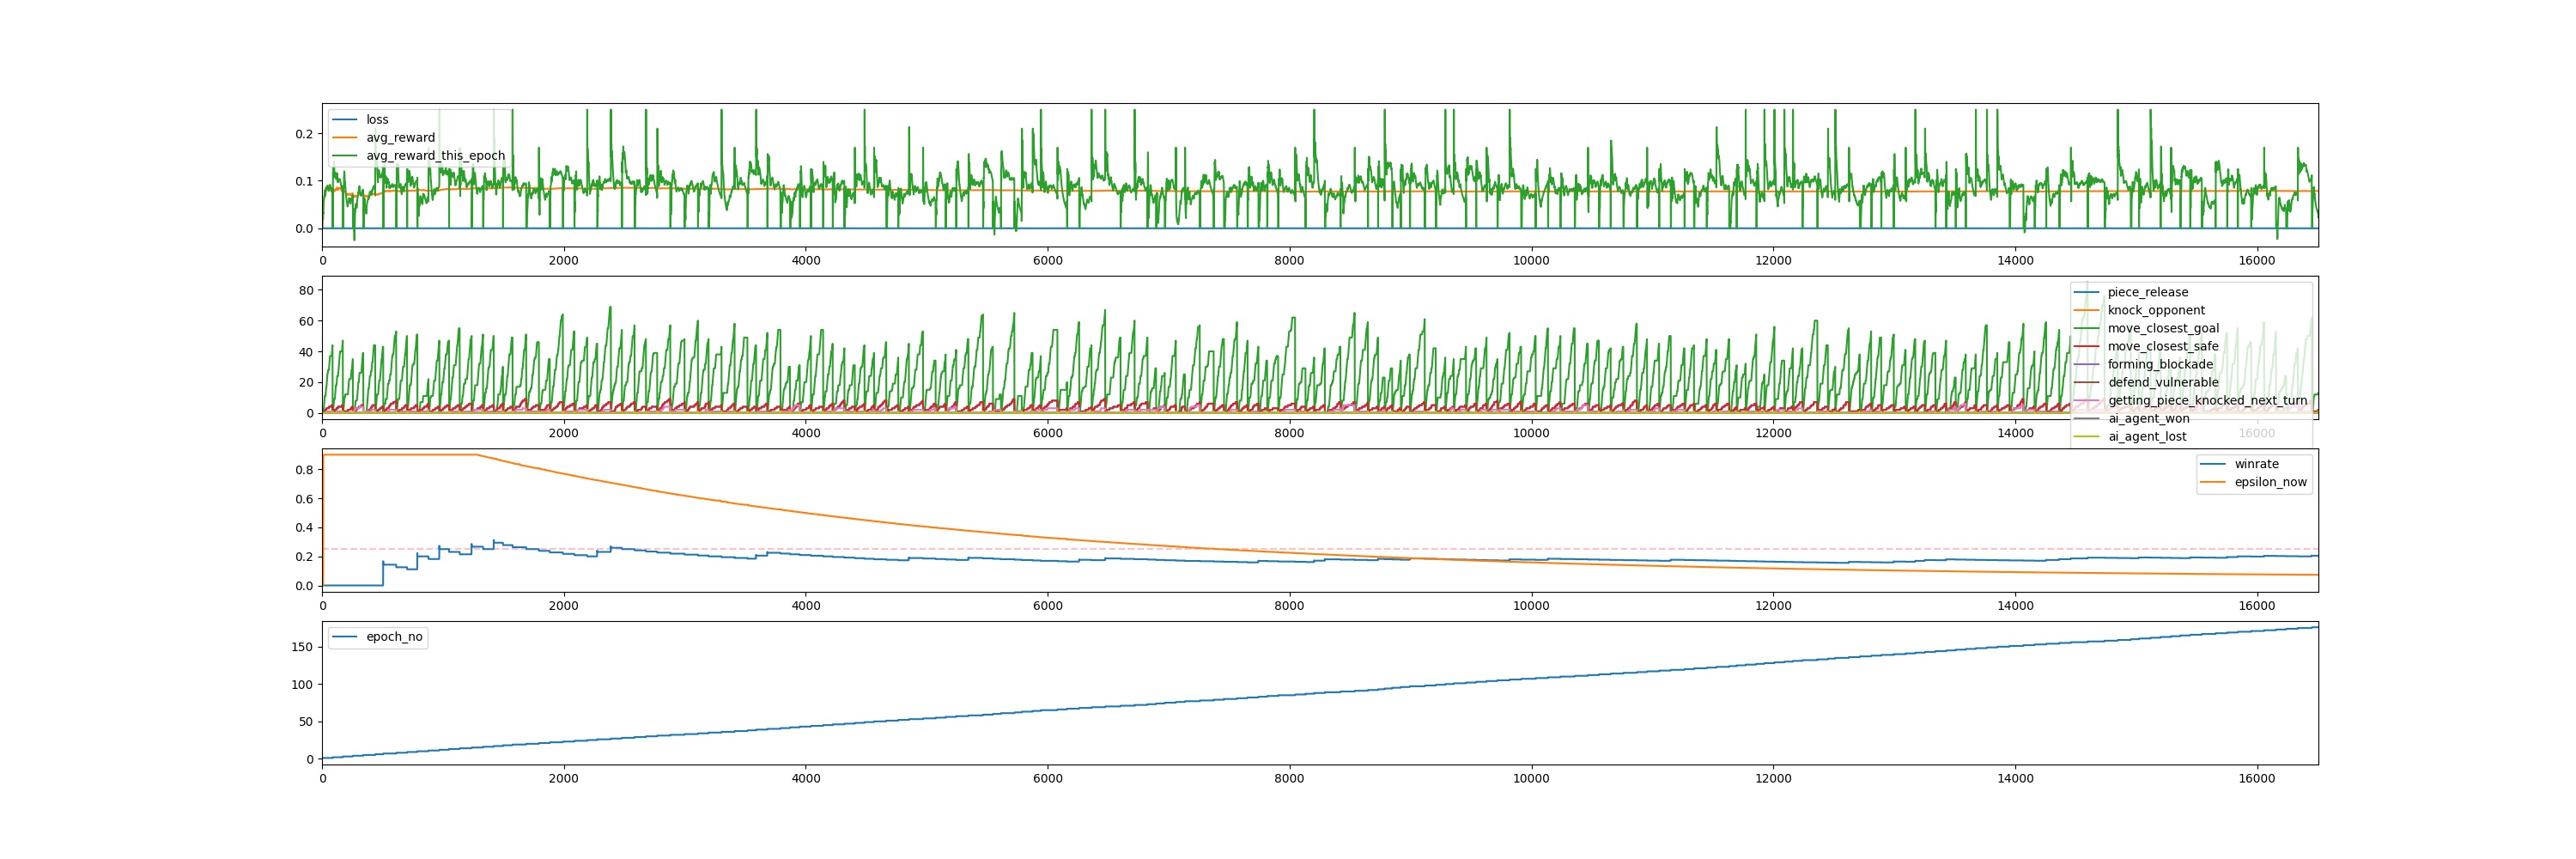 loss
avg_reward
avg_reward_this_epoch
0.2
0.1
0.0
0 2000 4000 6000 8000 10000 12000 14000 16000
piece_release
knock_opponent
move_closest_goal
move_closest_safe
forming_blockade
defend_vulnerable
getting_piece_knocked_next_turn
ai_agent_won
ai_agent_lost
80
60
40
20
0
0 2000 4000 6000 8000 10000 12000 14000 16000
winrate
epsilon_now
0.8
0.6
0.4
0.2
0.0
0 2000 4000 6000 8000 10000 12000 14000 16000
epoch_no
150
100
50
0
0 2000 4000 6000 8000 10000 12000 14000 16000